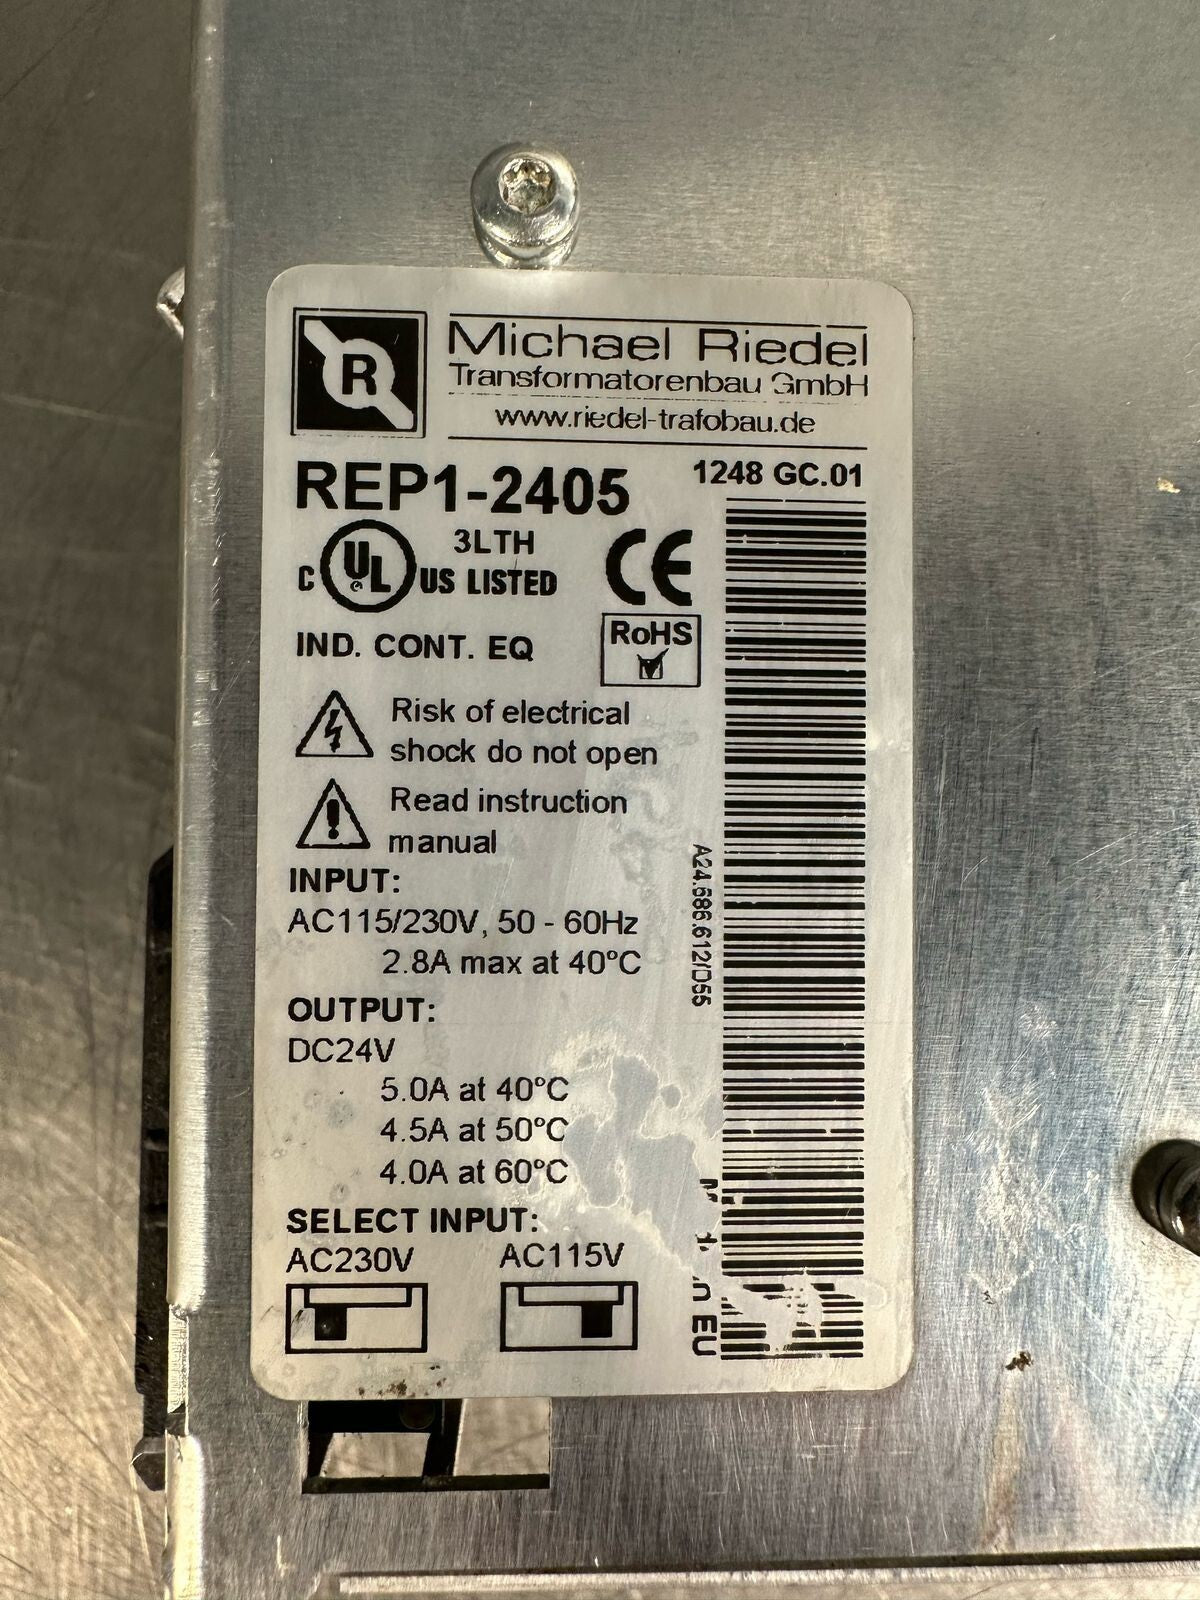 R
Michael Riedel
Transformatorenbau GmbH
www.riedel-trafobau.de
REP1-2405
1248 GC.01
3LTH
C UL US LISTED
CE
IND. CONT. EQ
RoHS
Risk of electrical
shock do not open
Read instruction
manual
INPUT:
AC115/230V, 50 - 60Hz
2.8A max at 40°C
OUTPUT:
DC24V
5.0A at 40°C
4.5A at 50°C
4.0A at 60°C
SELECT INPUT:
AC230V
AC115V
A24.686.612/D55
EU